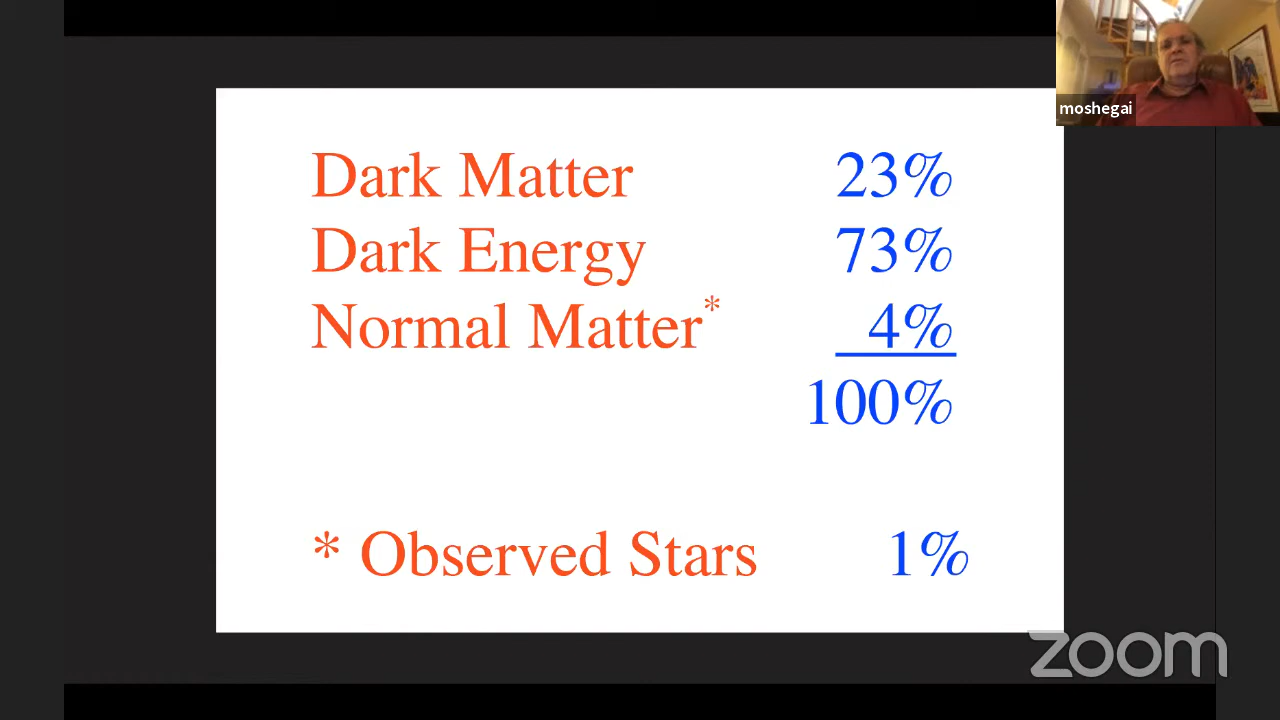 moshegai
Dark Matter 23%
Dark Energy 73%
Normal Matter* 4%
100%
* Observed Stars 1%
zoom